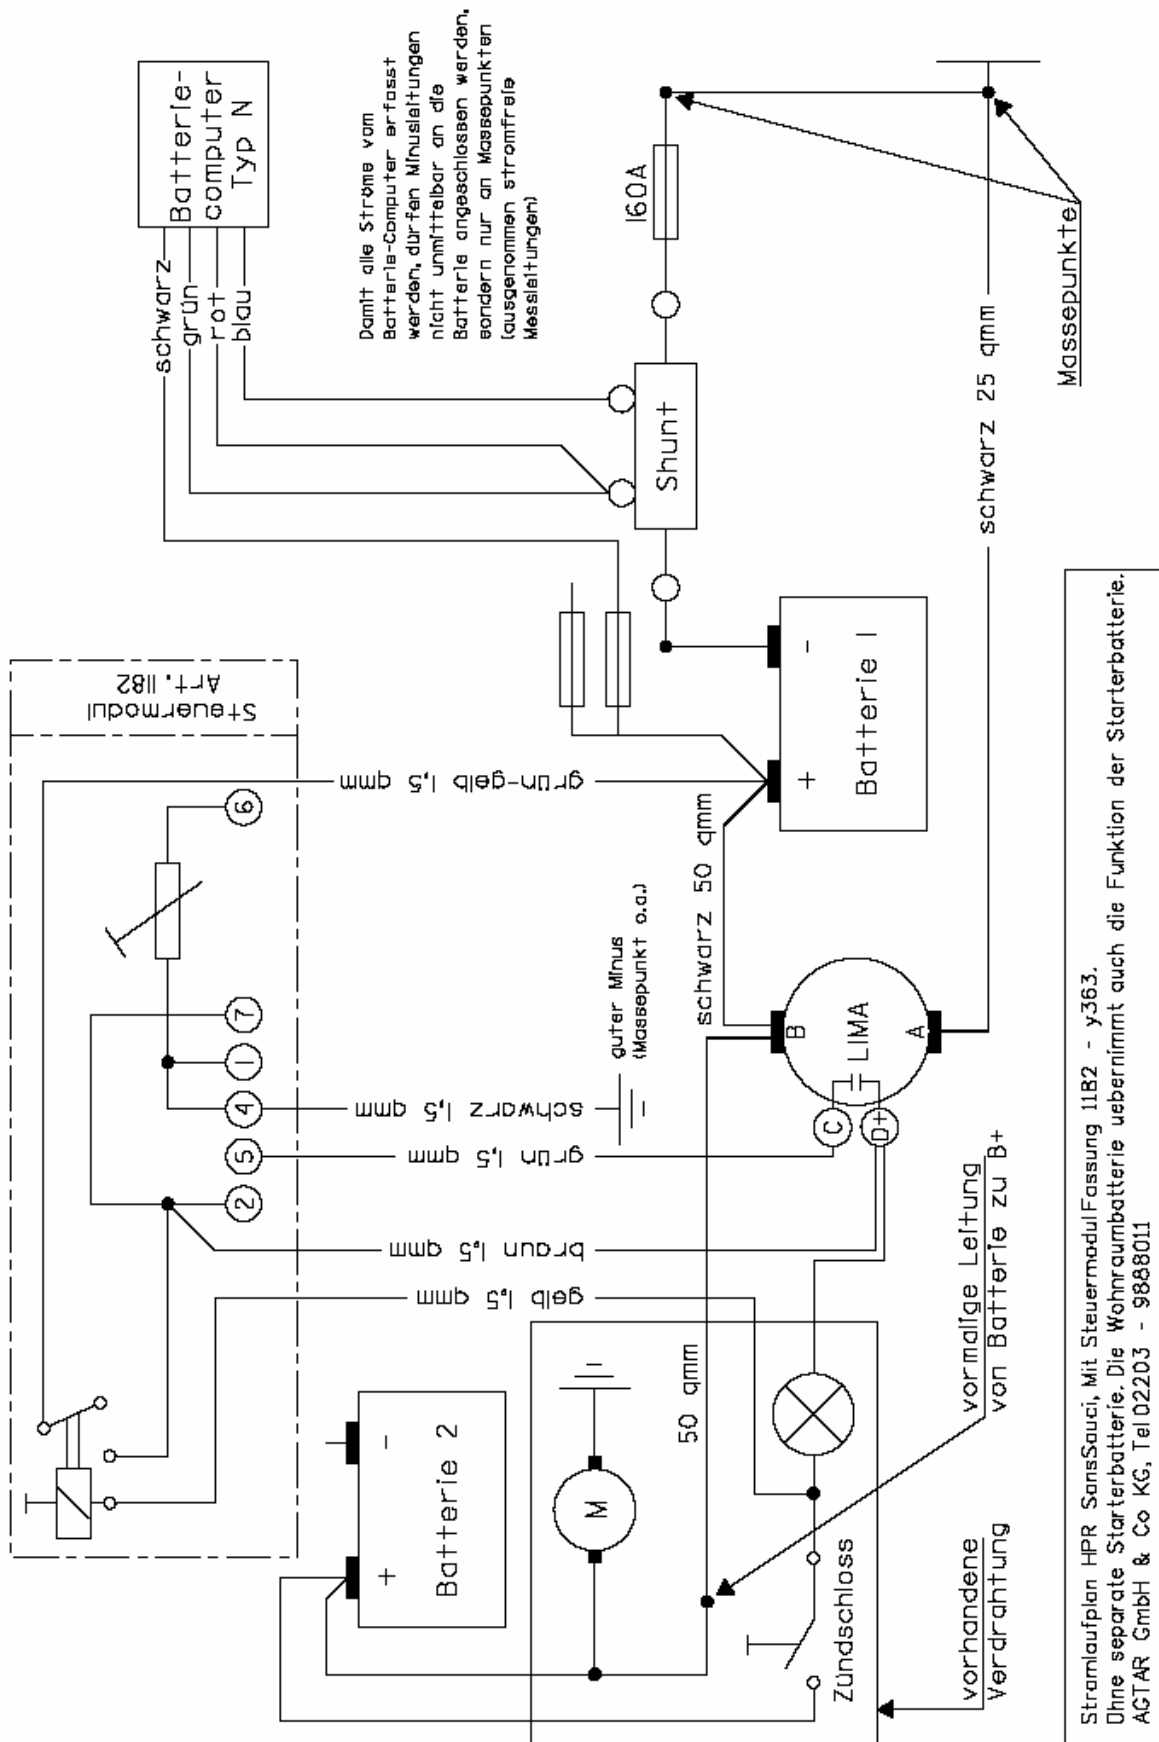 Batterie-
computer
Typ N
schwarz
grün
rot
blau
Damit alle Ströme vom
Batterie-Computer erfasst
werden, dürfen Minusleitungen
nicht unmittelbar an die
Batterie angeschlossen werden,
sondern nur an Massepunkten
(ausgenommen stromfreie
Messleitungen)
160A
Shunt
Massepunkte
schwarz 25 qmm
Steuermodul
Art. 1182
6
7
1
4
5
2
grün-gelb 1,5 qmm
schwarz 1,5 qmm
grün 1,5 qmm
braun 1,5 qmm
gelb 1,5 qmm
guter Minus
(Massepunkt o.a.)
schwarz 50 qmm
+
-
Batterie 1
B
LIMA
A
C
D+
+
-
Batterie 2
M
50 qmm
Zündschloss
vormalige Leitung
von Batterie zu B+
vorhandene
Verdrahtung
Stromlaufplan HPR SansSouci, Mit Steuermodul Fassung 11B2 - y363.
Ohne separate Starterbatterie. Die Wohnraumbatterie uebernimmt auch die Funktion der Starterbatterie.
AGTAR GmbH & Co KG, Tel 02203 - 9888011